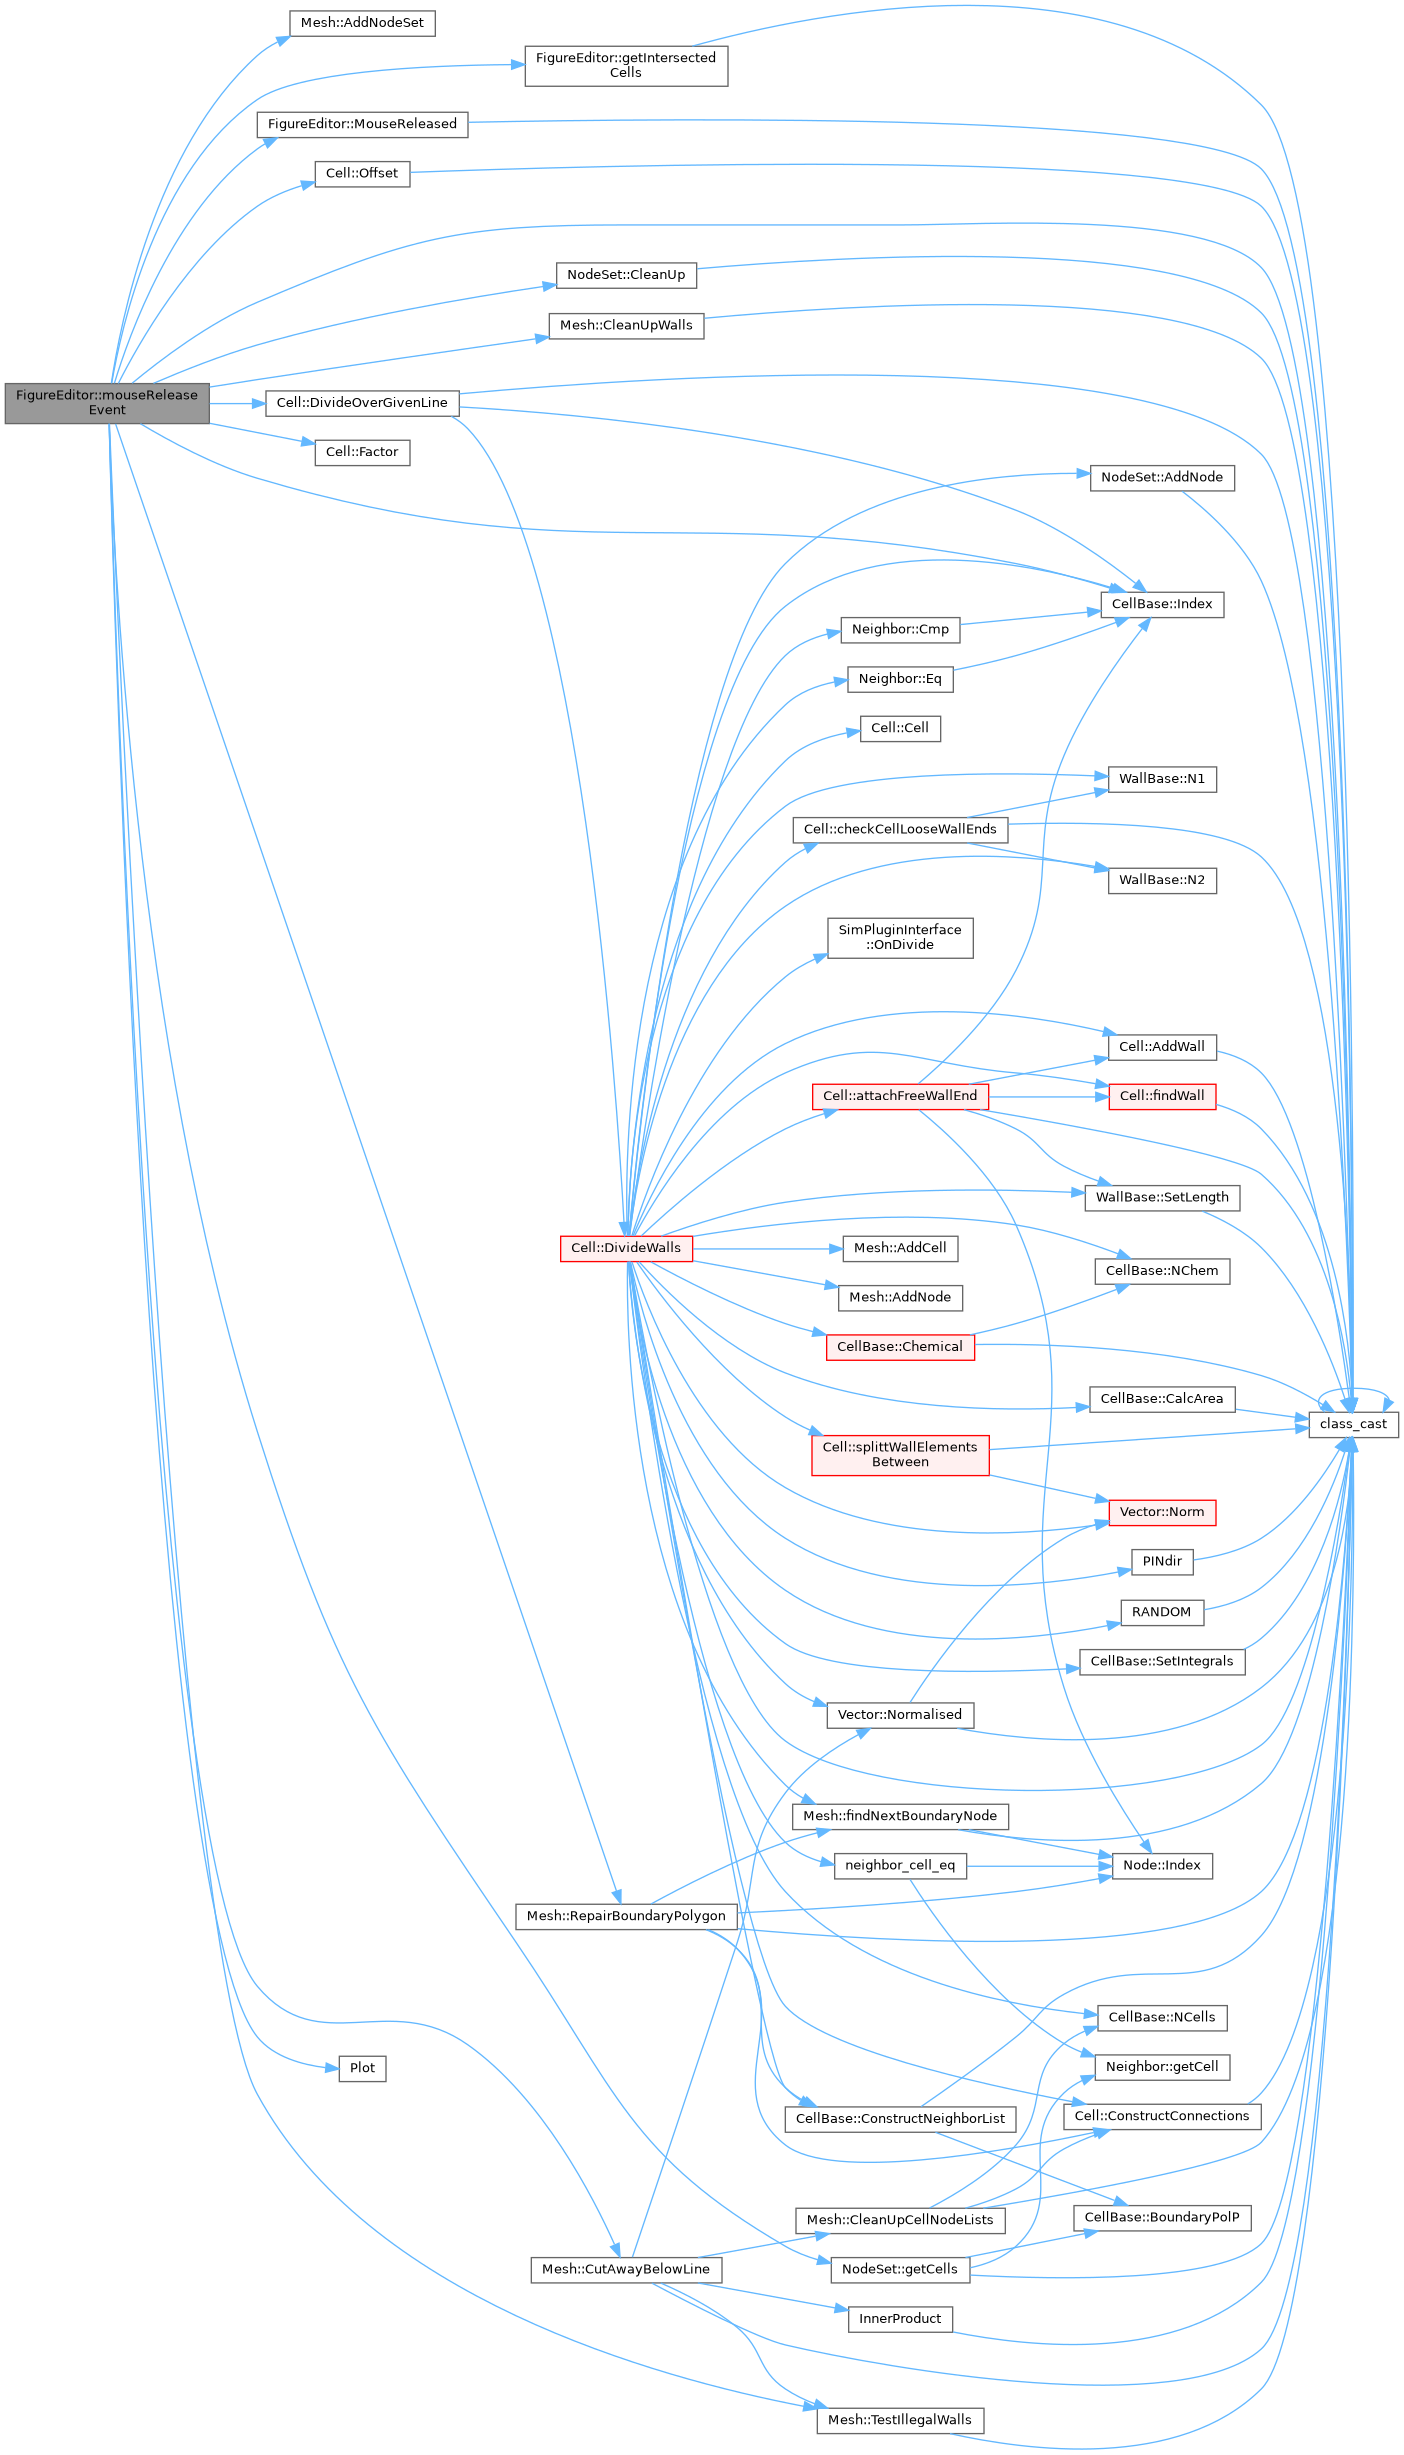 Mesh::AddNodeSet
FigureEditor::getIntersected
Cells
FigureEditor::MouseReleased
Cell::Offset
NodeSet::CleanUp
Mesh::CleanUpWalls
FigureEditor::mouseRelease
Event
Cell::DivideOverGivenLine
Cell::Factor
NodeSet::AddNode
CellBase::Index
Neighbor::Cmp
Neighbor::Eq
Cell::Cell
WallBase::N1
Cell::checkCellLooseWallEnds
WallBase::N2
SimPluginInterface
::OnDivide
Cell::AddWall
Cell::attachFreeWallEnd
Cell::findWall
WallBase::SetLength
Cell::DivideWalls
Mesh::AddCell
CellBase::NChem
Mesh::AddNode
CellBase::Chemical
CellBase::CalcArea
class_cast
Cell::splittWallElements
Between
Vector::Norm
PINdir
RANDOM
CellBase::SetIntegrals
Vector::Normalised
Mesh::findNextBoundaryNode
neighbor_cell_eq
Node::Index
Mesh::RepairBoundaryPolygon
CellBase::NCells
Plot
Neighbor::getCell
CellBase::ConstructNeighborList
Cell::ConstructConnections
Mesh::CleanUpCellNodeLists
CellBase::BoundaryPolP
Mesh::CutAwayBelowLine
NodeSet::getCells
InnerProduct
Mesh::TestIllegalWalls